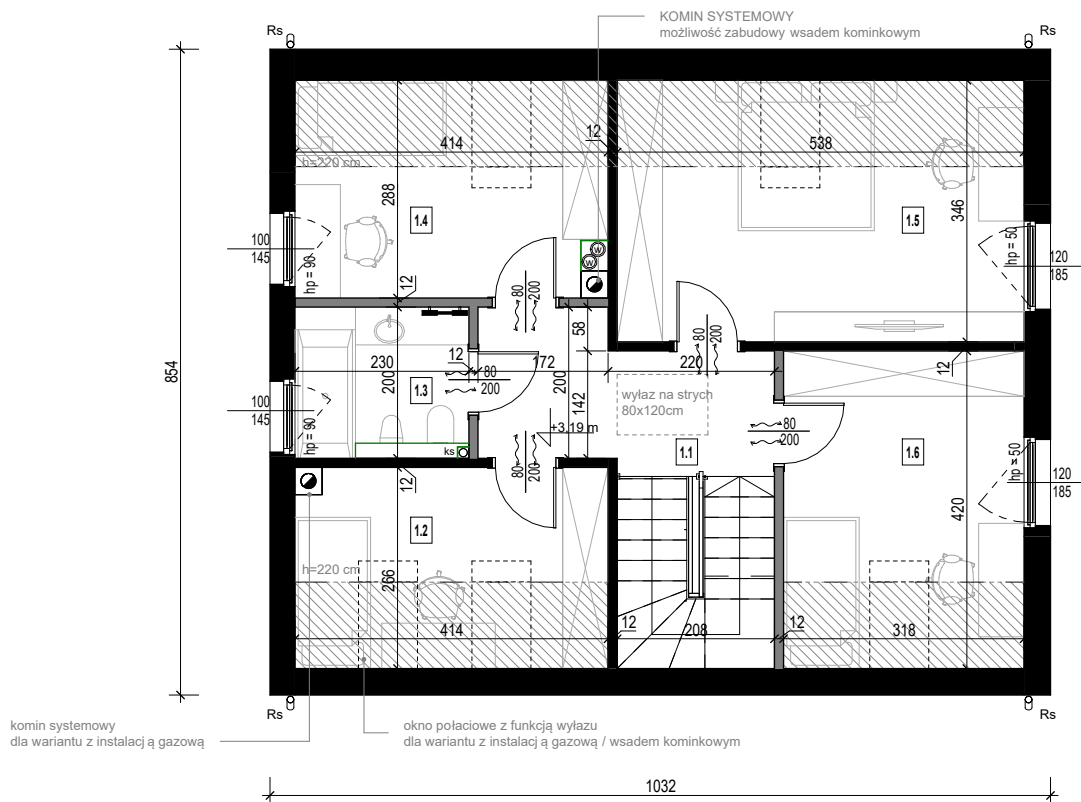 KOMIN SYSTEMOWY
możliwość zabudowy wsadem kominkowym
Rs
Rs
12
414
538
h=220 cm
288
346
1.4
1.5
W
W
100
145
hp = 90
hp = 50
120
185
12
80
200
58
80
200
854
230
12
172
220
12
200
80
200
200
142
1.3
wyłaz na strych
80x120cm
100
145
hp = 90
+3,19 m
80
200
ks
1.1
1.6
80
200
hp = 50
120
185
12
1.2
420
h=220 cm
266
414
12
208
12
318
Rs
Rs
komin systemowy
dla wariantu z instalacj ą gazową
okno połaciowe z funkcją wyłazu
dla wariantu z instalacj ą gazową / wsadem kominkowym
1032